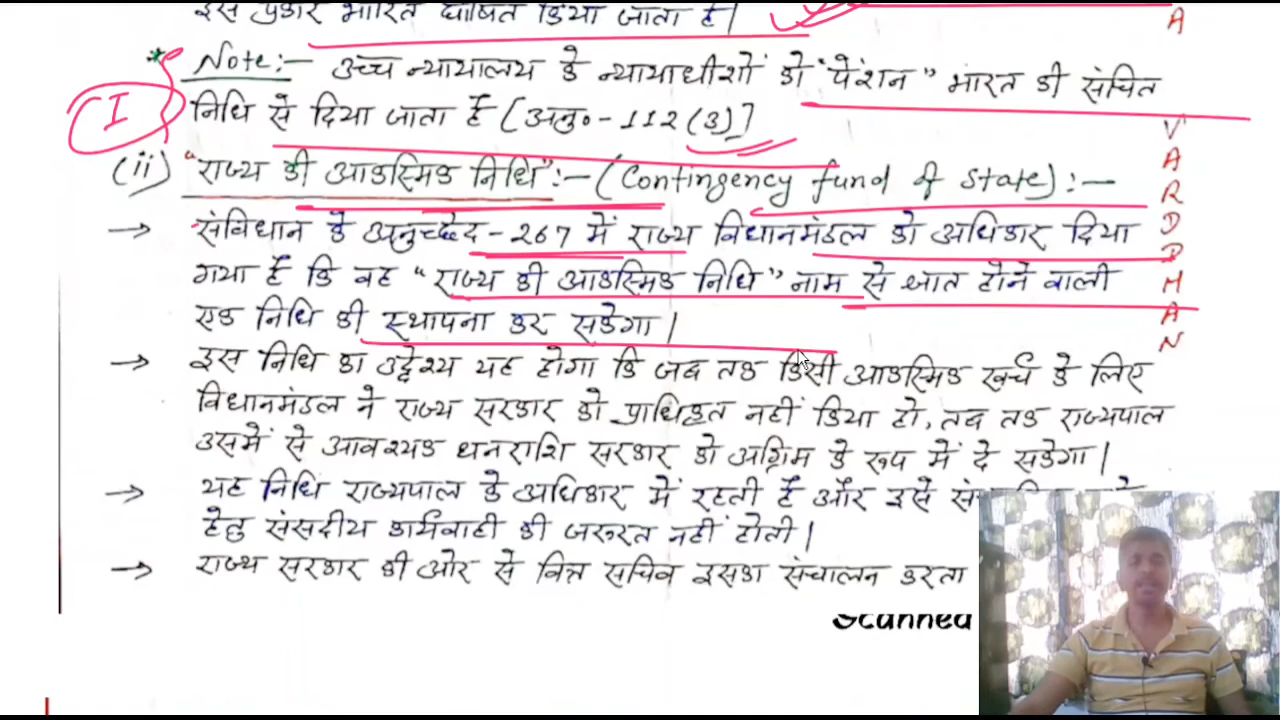 इस प्रकार भारित घोषित किया जाता है|
* Note:- उच्च न्यायालय के न्यायाधीशों को "पेंशन" भारत की संचित
निधि से दिया जाता है [अनु०-112 (3)]
I
(ii) "राज्य की आकस्मिक निधि":- (Contingency fund of State):-
→ संविधान के अनुच्छेद-267 में राज्य विधानमंडल को अधिकार दिया
गया है कि वह "राज्य की आकस्मिक निधि" नाम से ज्ञात होने वाली
एक निधि की स्थापना कर सकेगा|
→ इस निधि का उद्देश्य यह होगा कि जब तक किसी आकस्मिक खर्च के लिए
विधानमंडल ने राज्य सरकार को प्राधिकृत नहीं किया हो, तब तक राज्यपाल
उसमें से आवश्यक धनराशि सरकार को अग्रिम के रूप में दे सकेगा|
→ यह निधि राज्यपाल के अधिकार में रहती है और इसे
हेतु संसदीय कार्यवाही की जरूरत नहीं होती|
→ राज्य सरकार की ओर से वित्त सचिव इसका संचालन करता
Scanned
A
V
A
R
D
D
H
A
N